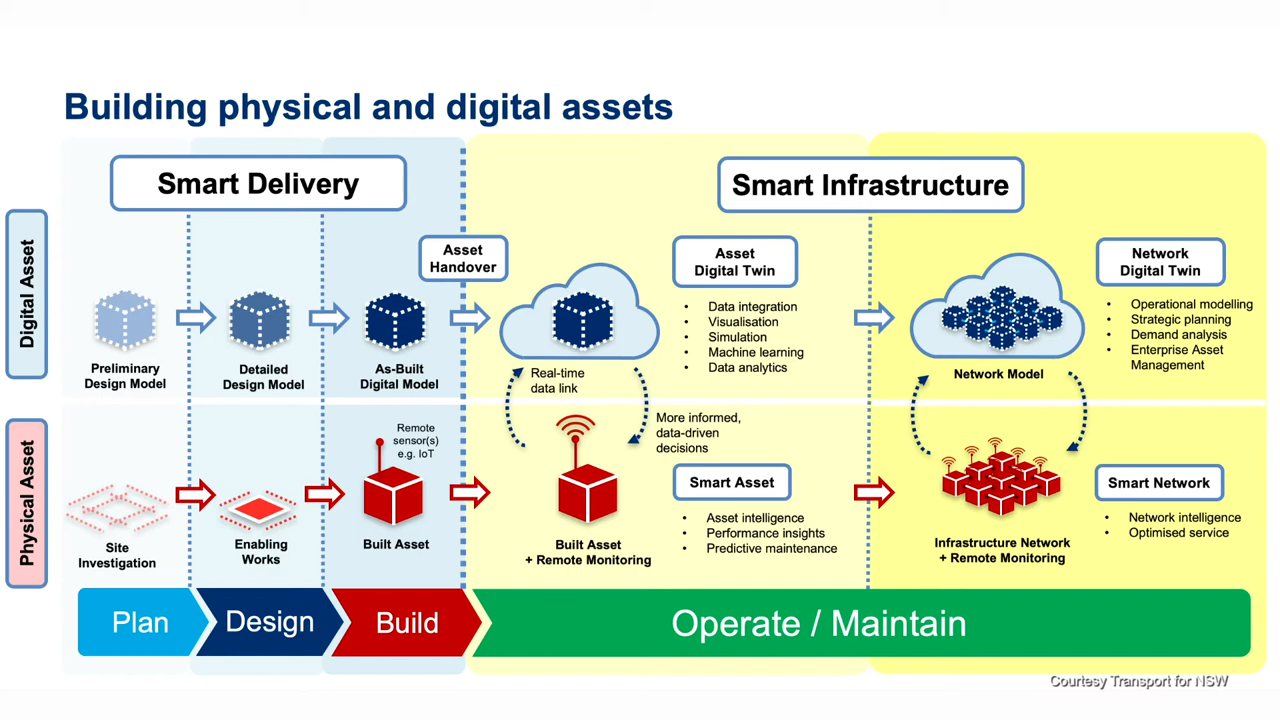 Building physical and digital assets
Smart Delivery
Smart Infrastructure
Digital Asset
Asset
Handover
Asset
Digital Twin
Network
Digital Twin
Preliminary
Design Model
Detailed
Design Model
As-Built
Digital Model
• Data integration
• Visualisation
• Simulation
• Machine learning
• Data analytics
Network Model
• Operational modelling
• Strategic planning
• Demand analysis
• Enterprise Asset
Management
Real-time
data link
More informed,
data-driven
decisions
Physical Asset
Remote
sensor(s)
e.g. IoT
Site
Investigation
Enabling
Works
Built Asset
Built Asset
+ Remote Monitoring
Smart Asset
• Asset intelligence
• Performance insights
• Predictive maintenance
Infrastructure Network
+ Remote Monitoring
Smart Network
• Network intelligence
• Optimised service
Plan
Design
Build
Operate / Maintain
Courtesy Transport for NSW